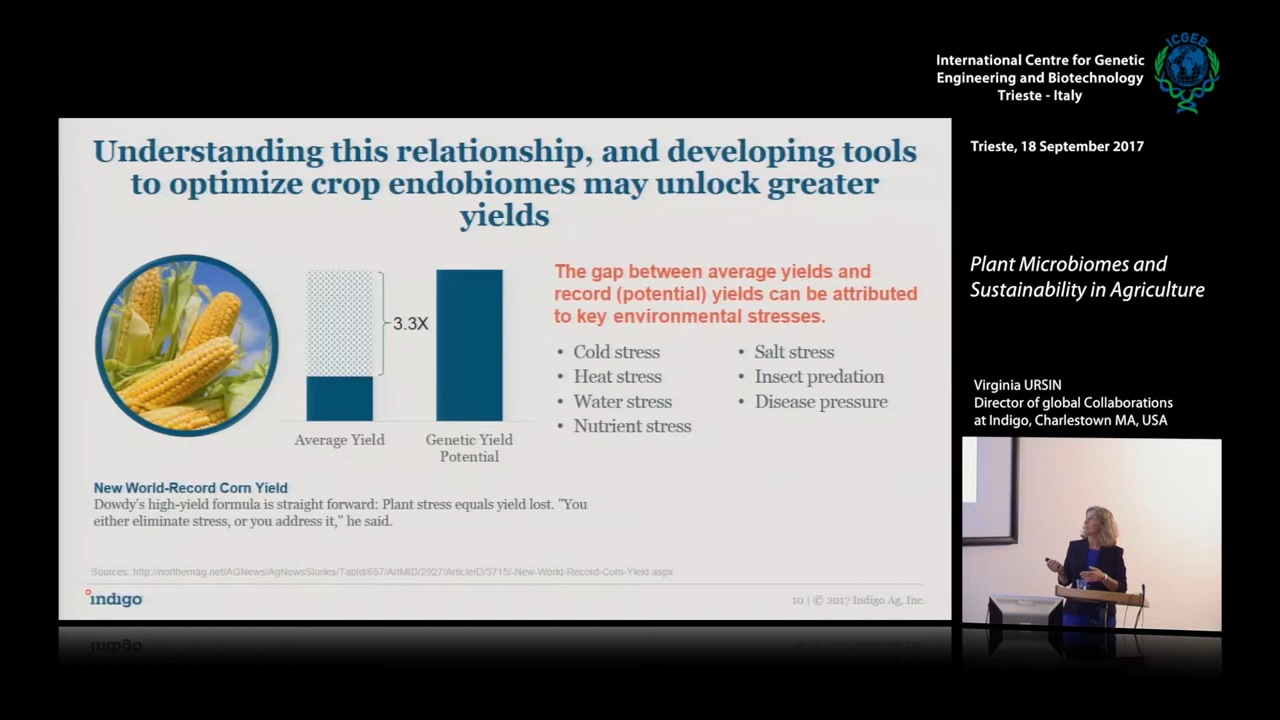 ICGEB
International Centre for Genetic
Engineering and Biotechnology
Trieste - Italy
Trieste, 18 September 2017
Understanding this relationship, and developing tools
to optimize crop endobiomes may unlock greater
yields
3.3X
Average Yield
Genetic Yield
Potential
The gap between average yields and
record (potential) yields can be attributed
to key environmental stresses.
• Cold stress
• Heat stress
• Water stress
• Nutrient stress
• Salt stress
• Insect predation
• Disease pressure
New World-Record Corn Yield
Dowdy's high-yield formula is straight forward: Plant stress equals yield lost. "You
either eliminate stress, or you address it," he said.
Sources: http://northernag.net/AGNews/AgNewsStories/TabId/657/ArtMID/2927/ArticleID/3715/-New-World-Record-Corn-Yield.aspx
indigo
10 | © 2017 Indigo Ag, Inc.
Plant Microbiomes and
Sustainability in Agriculture
Virginia URSIN
Director of global Collaborations
at Indigo, Charlestown MA, USA